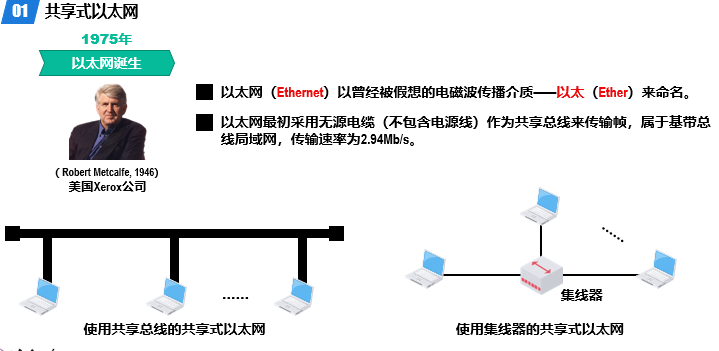 01 共享式以太网
1975年
以太网诞生
以太网（Ethernet）以曾经被假想的电磁波传播介质——以太（Ether）来命名。
以太网最初采用无源电缆（不包含电源线）作为共享总线来传输帧，属于基带总
线局域网，传输速率为2.94Mb/s。
( Robert Metcalfe, 1946)
美国Xerox公司
......
......
集线器
使用共享总线的共享式以太网
使用集线器的共享式以太网